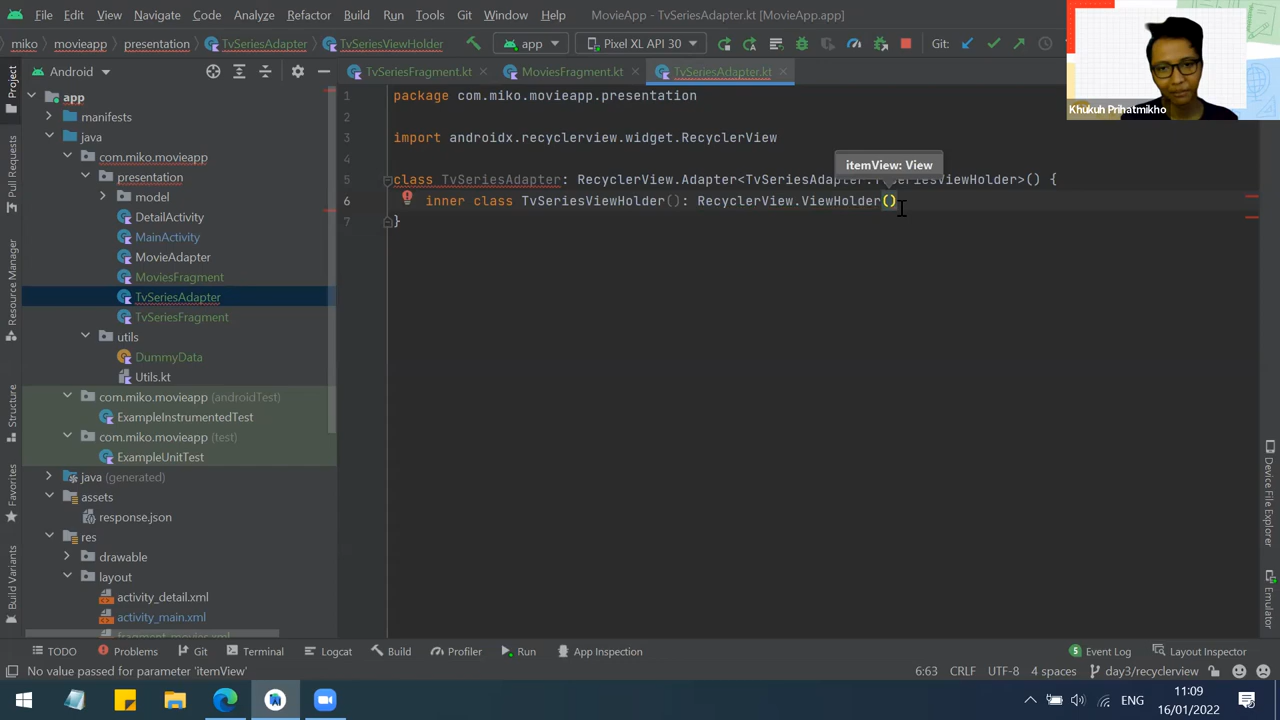 File Edit View Navigate Code Analyze Refactor Build Run Tools Git Window Help MovieApp - TvSeriesAdapter.kt [MovieApp.app]
miko movieapp presentation TvSeriesAdapter TvSeriesViewHolder app Pixel XL API 30 Git:
Khukuh Prihatmikho
Android
TvSeriesFragment.kt MoviesFragment.kt TvSeriesAdapter.kt
Project
Pull Requests
Resource Manager
Structure
Favorites
Build Variants
app
manifests
java
com.miko.movieapp
presentation
model
DetailActivity
MainActivity
MovieAdapter
MoviesFragment
TvSeriesAdapter
TvSeriesFragment
utils
DummyData
Utils.kt
com.miko.movieapp (androidTest)
ExampleInstrumentedTest
com.miko.movieapp (test)
ExampleUnitTest
java (generated)
assets
response.json
res
drawable
layout
activity_detail.xml
activity_main.xml
fragment_movies.xml
1 package com.miko.movieapp.presentation
2
3 import androidx.recyclerview.widget.RecyclerView
4
itemView: View
5 class TvSeriesAdapter: RecyclerView.Adapter<TvSeriesAdapter.TvSeriesViewHolder>() {
6 inner class TvSeriesViewHolder(): RecyclerView.ViewHolder()
7 }
Device File Explorer
Emulator
TODO Problems Git Terminal Logcat Build Profiler Run App Inspection Event Log Layout Inspector
No value passed for parameter 'itemView' 6:63 CRLF UTF-8 4 spaces day3/recyclerview
ENG
11:09
16/01/2022